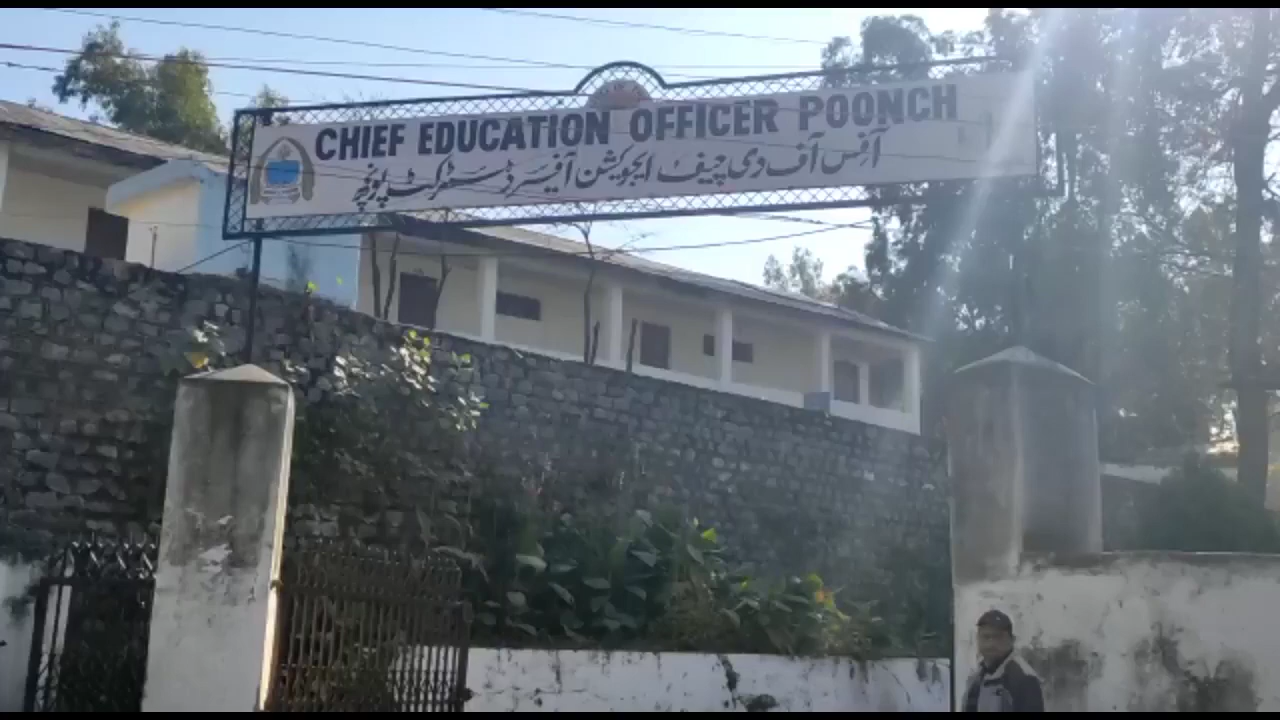 CHIEF EDUCATION OFFICER POONCH
آفس آف دی چیف ایجوکیشن آفیسر ڈسٹرکٹ پونچھ